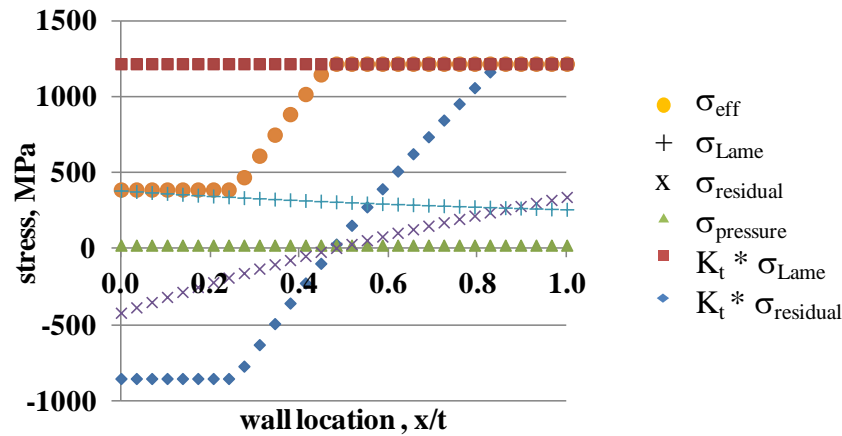 stress, MPa
1500
1000
500
0
-500
-1000
0.0 0.2 0.4 0.6 0.8 1.0
wall location , x/t
σeff
σLame
σresidual
σpressure
Kt * σLame
Kt * σresidual